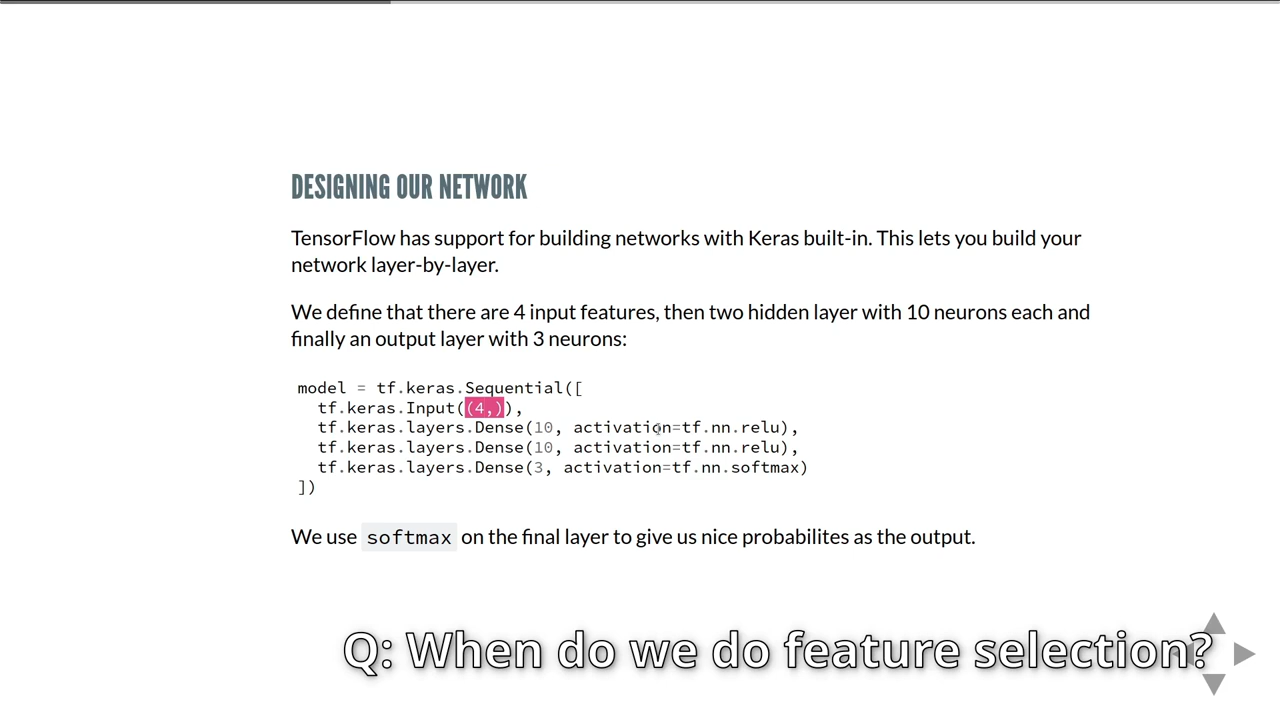 DESIGNING OUR NETWORK
TensorFlow has support for building networks with Keras built-in. This lets you build your
network layer-by-layer.
We define that there are 4 input features, then two hidden layer with 10 neurons each and
finally an output layer with 3 neurons:
model = tf.keras.Sequential([
  tf.keras.Input((4,)),
  tf.keras.layers.Dense(10, activation=tf.nn.relu),
  tf.keras.layers.Dense(10, activation=tf.nn.relu),
  tf.keras.layers.Dense(3, activation=tf.nn.softmax)
])
We use softmax on the final layer to give us nice probabilites as the output.
Q: When do we do feature selection?